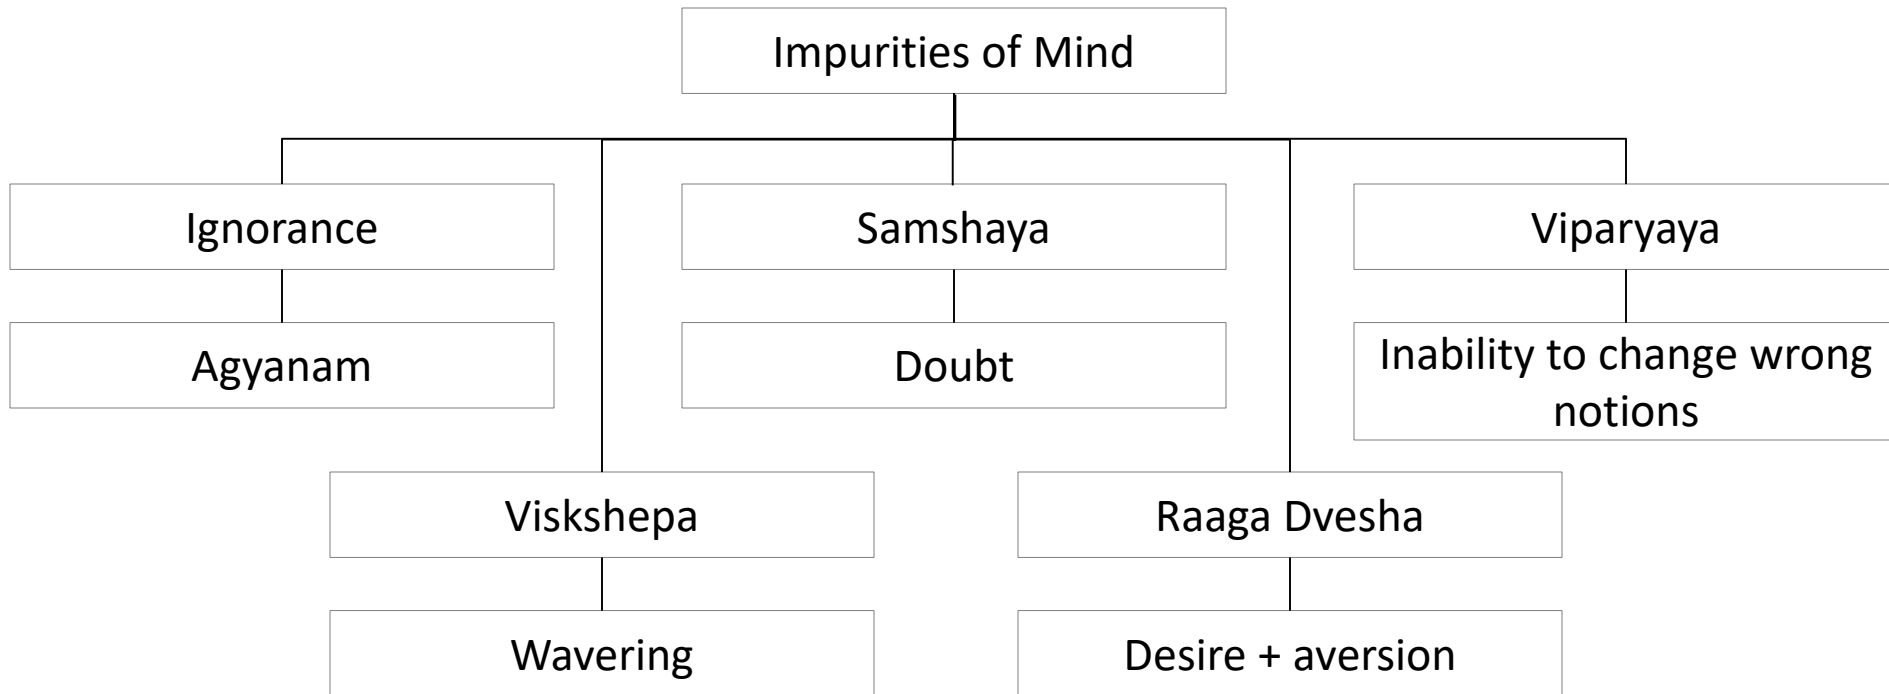 Impurities of Mind
Ignorance
Samshaya
Viparyaya
Agyanam
Doubt
Inability to change wrong
notions
Viskshepa
Raaga Dvesha
Wavering
Desire + aversion